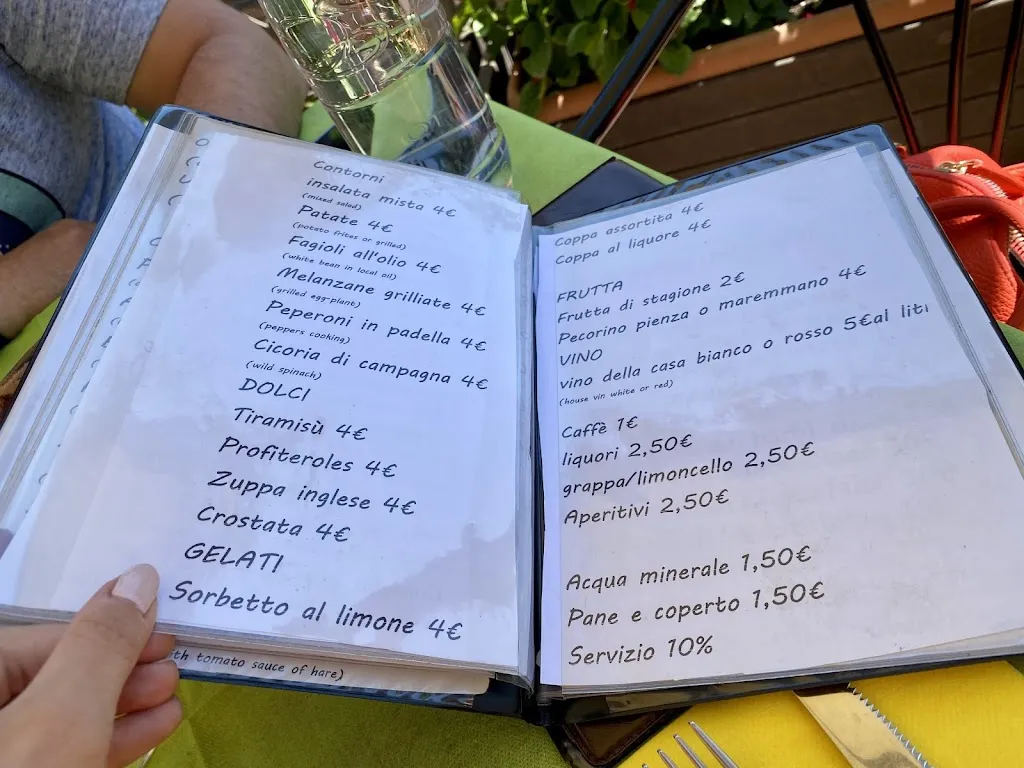 Contorni
insalata mista 4€
(mixed salad)
Patate 4€
(potato frites or grilled)
Fagioli all'olio 4€
(white bean in local oil)
Melanzane grilliate 4€
(grilled egg-plant)
Peperoni in padella 4€
(peppers cooking)
Cicoria di campagna 4€
(wild spinach)
DOLCI
Tiramisù 4€
Profiteroles 4€
Zuppa inglese 4€
Crostata 4€
GELATI
Sorbetto al limone 4€
ith tomato sauce of hare)
Coppa assortita 4€
Coppa al liquore 4€
FRUTTA
Frutta di stagione 2€
Pecorino pienza o maremmano 4€
VINO
vino della casa bianco o rosso 5€al liti
(house vin white or red)
Caffè 1€
liquori 2,50€
grappa/limoncello 2,50€
Aperitivi 2,50€
Acqua minerale 1,50€
Pane e coperto 1,50€
Servizio 10%